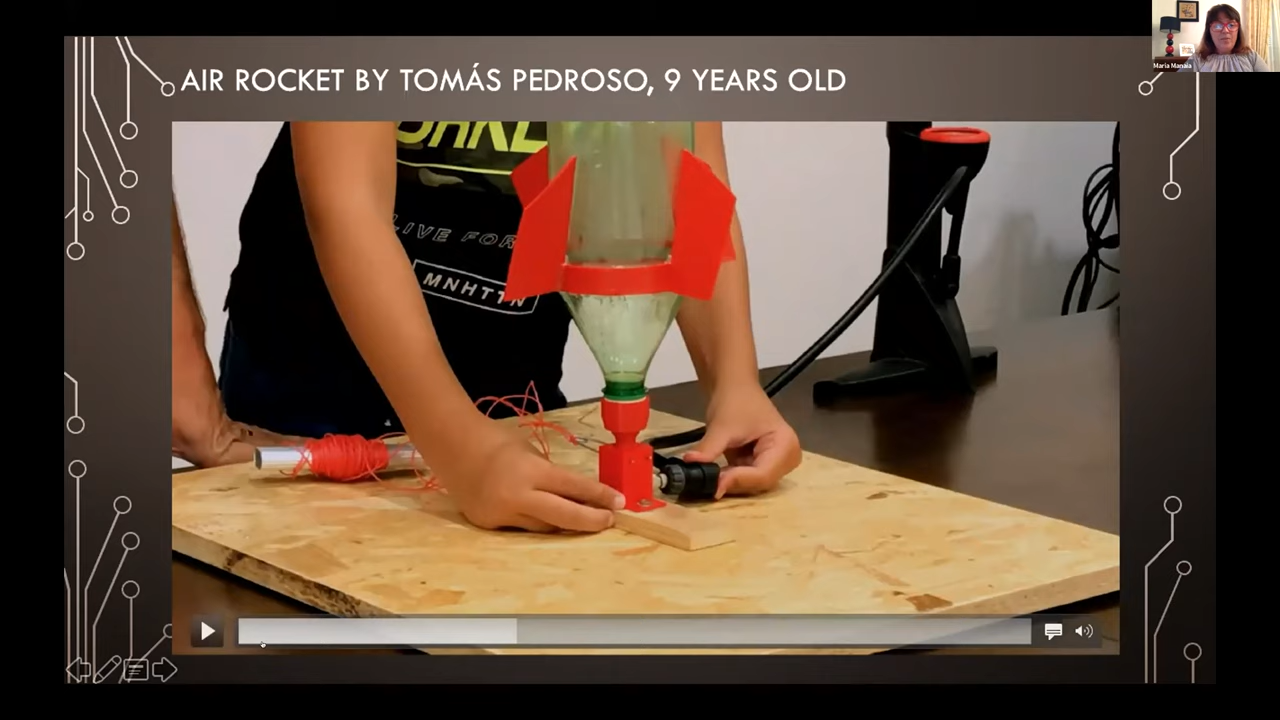 AIR ROCKET BY TOMÁS PEDROSO, 9 YEARS OLD
Maria Manaia
LIVE FOR
MNHTTN